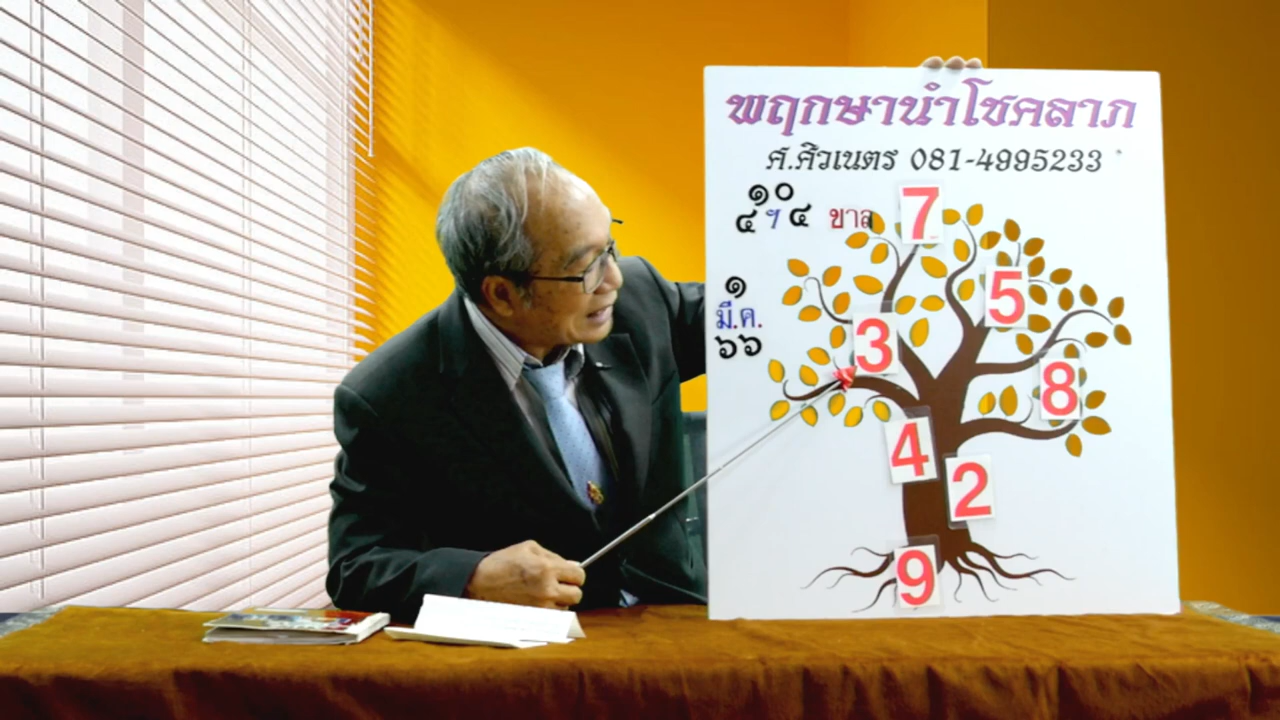 พฤกษานำโชคลาภ
ศ.ศิวเนตร 081-4995233
๑๐
๔ ฯ ๔ ขาล
๑
มี.ค.
๖๖
7
5
3
8
4
2
9